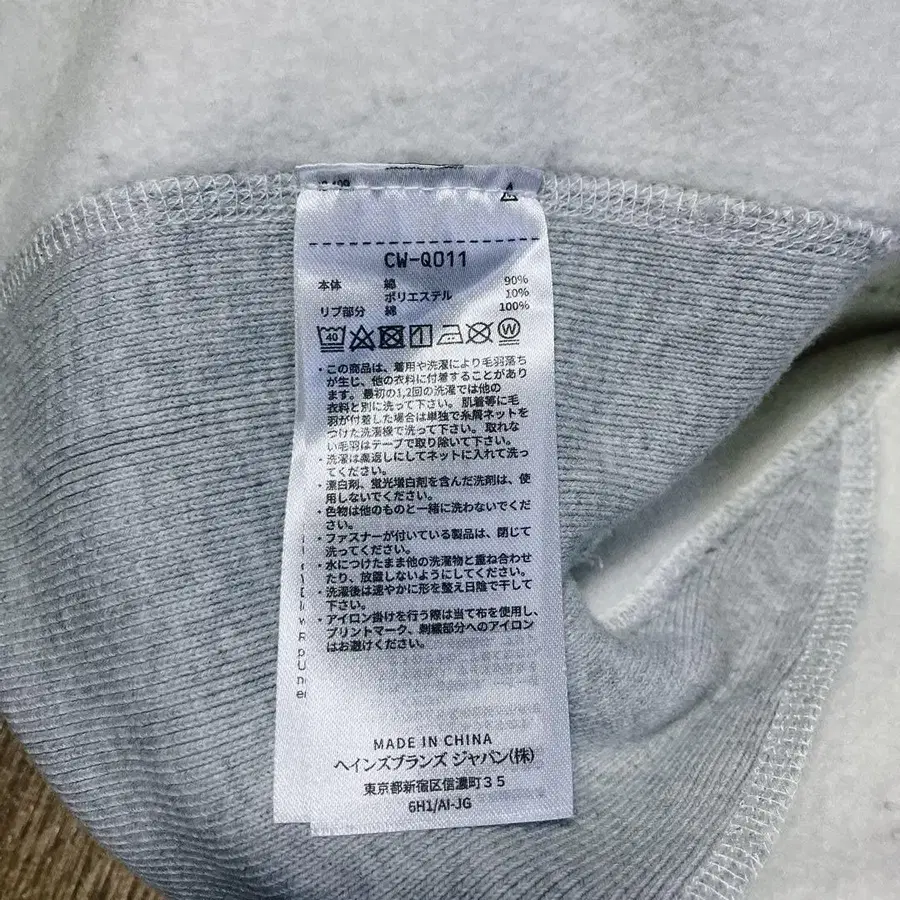 CW-Q011
本体 綿 90%
ポリエステル 10%
リブ部分 綿 100%
40
W
・この商品は、着用や洗濯により毛羽落ち
が生じ、他の衣料に付着することがあり
ます。最初の1,2回の洗濯では他の
衣料と別に洗って下さい。肌着等に毛
羽が付着した場合は単独で糸屑ネットを
つけた洗濯機で洗って下さい。取れな
い毛羽はテープで取り除いて下さい。
・洗濯は裏返しにしてネットに入れて洗っ
てください。
・漂白剤、蛍光増白剤を含んだ洗剤は、使
用しないでください。
・色物は他のものと一緒に洗わないでくだ
さい。
・ファスナーが付いている製品は、閉じて
洗ってください。
・水につけたまま他の洗濯物と重ね合わせ
たり、放置しないようにしてください。
・洗濯後は速やかに形を整え日陰で干して
下さい。
・アイロン掛けを行う際は当て布を使用し、
プリントマーク、刺繍部分へのアイロン
はお避けください。
MADE IN CHINA
ヘインズブランズ ジャパン(株)
東京都新宿区信濃町35
6H1/AI-JG